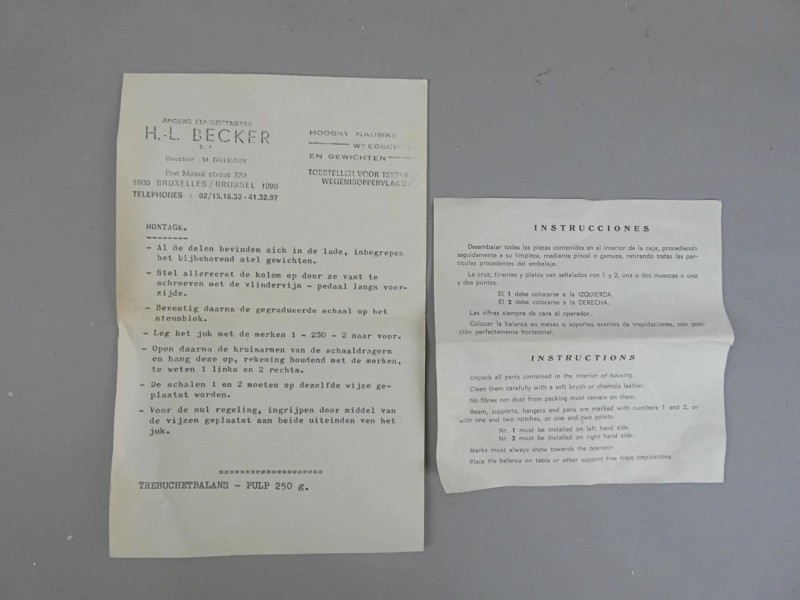 ANCIENS ETABLISSEMENTS
H.-L. BECKER
S. A.
Directeur M. GILLIEAUX
Rue Masui straat 220
1000 BRUXELLES / BRUSSEL 1000
TELEPHONES : 02/15.16.30 - 41.32.97
HOOGST NAUWKE
WEEGSCH
EN GEWICHTEN
TOESTELLEN VOOR TESTEN
WEGENISOPPERVLAKTE
MONTAGE.
- Al de delen bevinden zich in de lade, inbegrepen
het bijbehorend stel gewichten.
- Stel allereerst de kolom op door ze vast te
schroeven met de vlindervijs - pedaal langs voor-
zijde.
- Bevestig daarna de gegraduceerde schaal op het
steunblok.
- Leg het juk met de merken 1 - 250 - 2 naar voor.
- Open daarna de kruisarmen van de schaaldragers
en hang deze op, rekening houdend met de merken,
te weten 1 links en 2 rechts.
- De schalen 1 en 2 moeten op dezelfde wijze ge-
plaatst worden.
- Voor de nul regeling, ingrijpen door middel van
de vijzen geplaatst aan beide uiteinden ven het
juk.
====================
TREBUCHETBALANS - PULP 250 g.
INSTRUCCIONES
Desembalar todas las piezas contenidas en el interior de la caja, procediendo
seguidamente a su limpieza, mediante pincel o gamuza, retirando todas las par-
tículas procedentes del embalaje.
La cruz, tirantes y platos van señalados con 1 y 2, una o dos muescas o uno
y dos puntos.
El 1 debe colocarse a la IZQUIERDA.
El 2 debe colocarse a la DERECHA.
Las cifras siempre de cara al operador.
Colocar la balanza en mesas o soportes exentos de trepidaciones, con posi-
ción perfectamente horizontal.
INSTRUCTIONS
Unpack all parts contained in the interior of housing.
Clean them carefully with a soft brush or chamois leather.
No fibres nor dust from packing must remain on them.
Beam, supports, hangers and pans are marked with numbers 1 and 2, or
with one and two notches, or one and two points.
Nr. 1 must be installed on left hand side.
Nr. 2 must be installed on right hand side.
Marks must always show towards the operator.
Place the balance on table or other support free from trepidations.